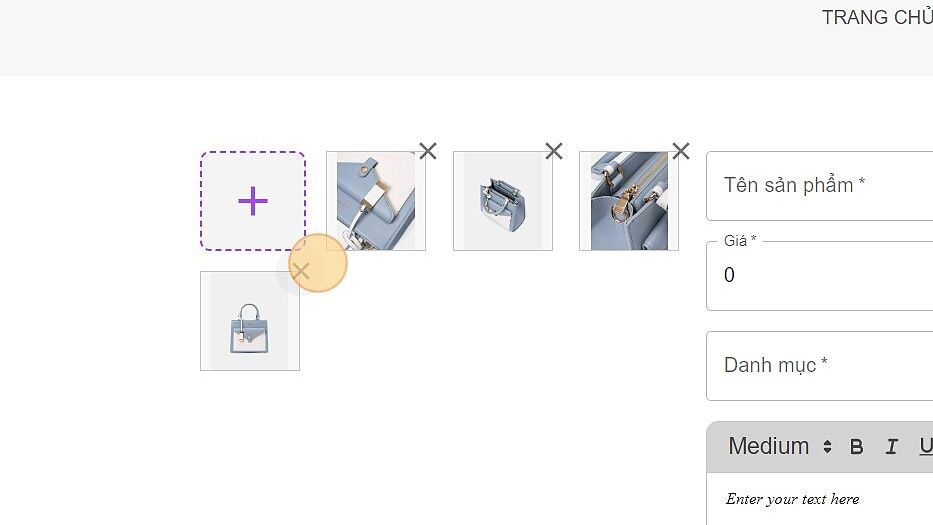 TRANG CHỦ
Tên sản phẩm *
Giá *
0
Danh mục *
Medium B I U
Enter your text here